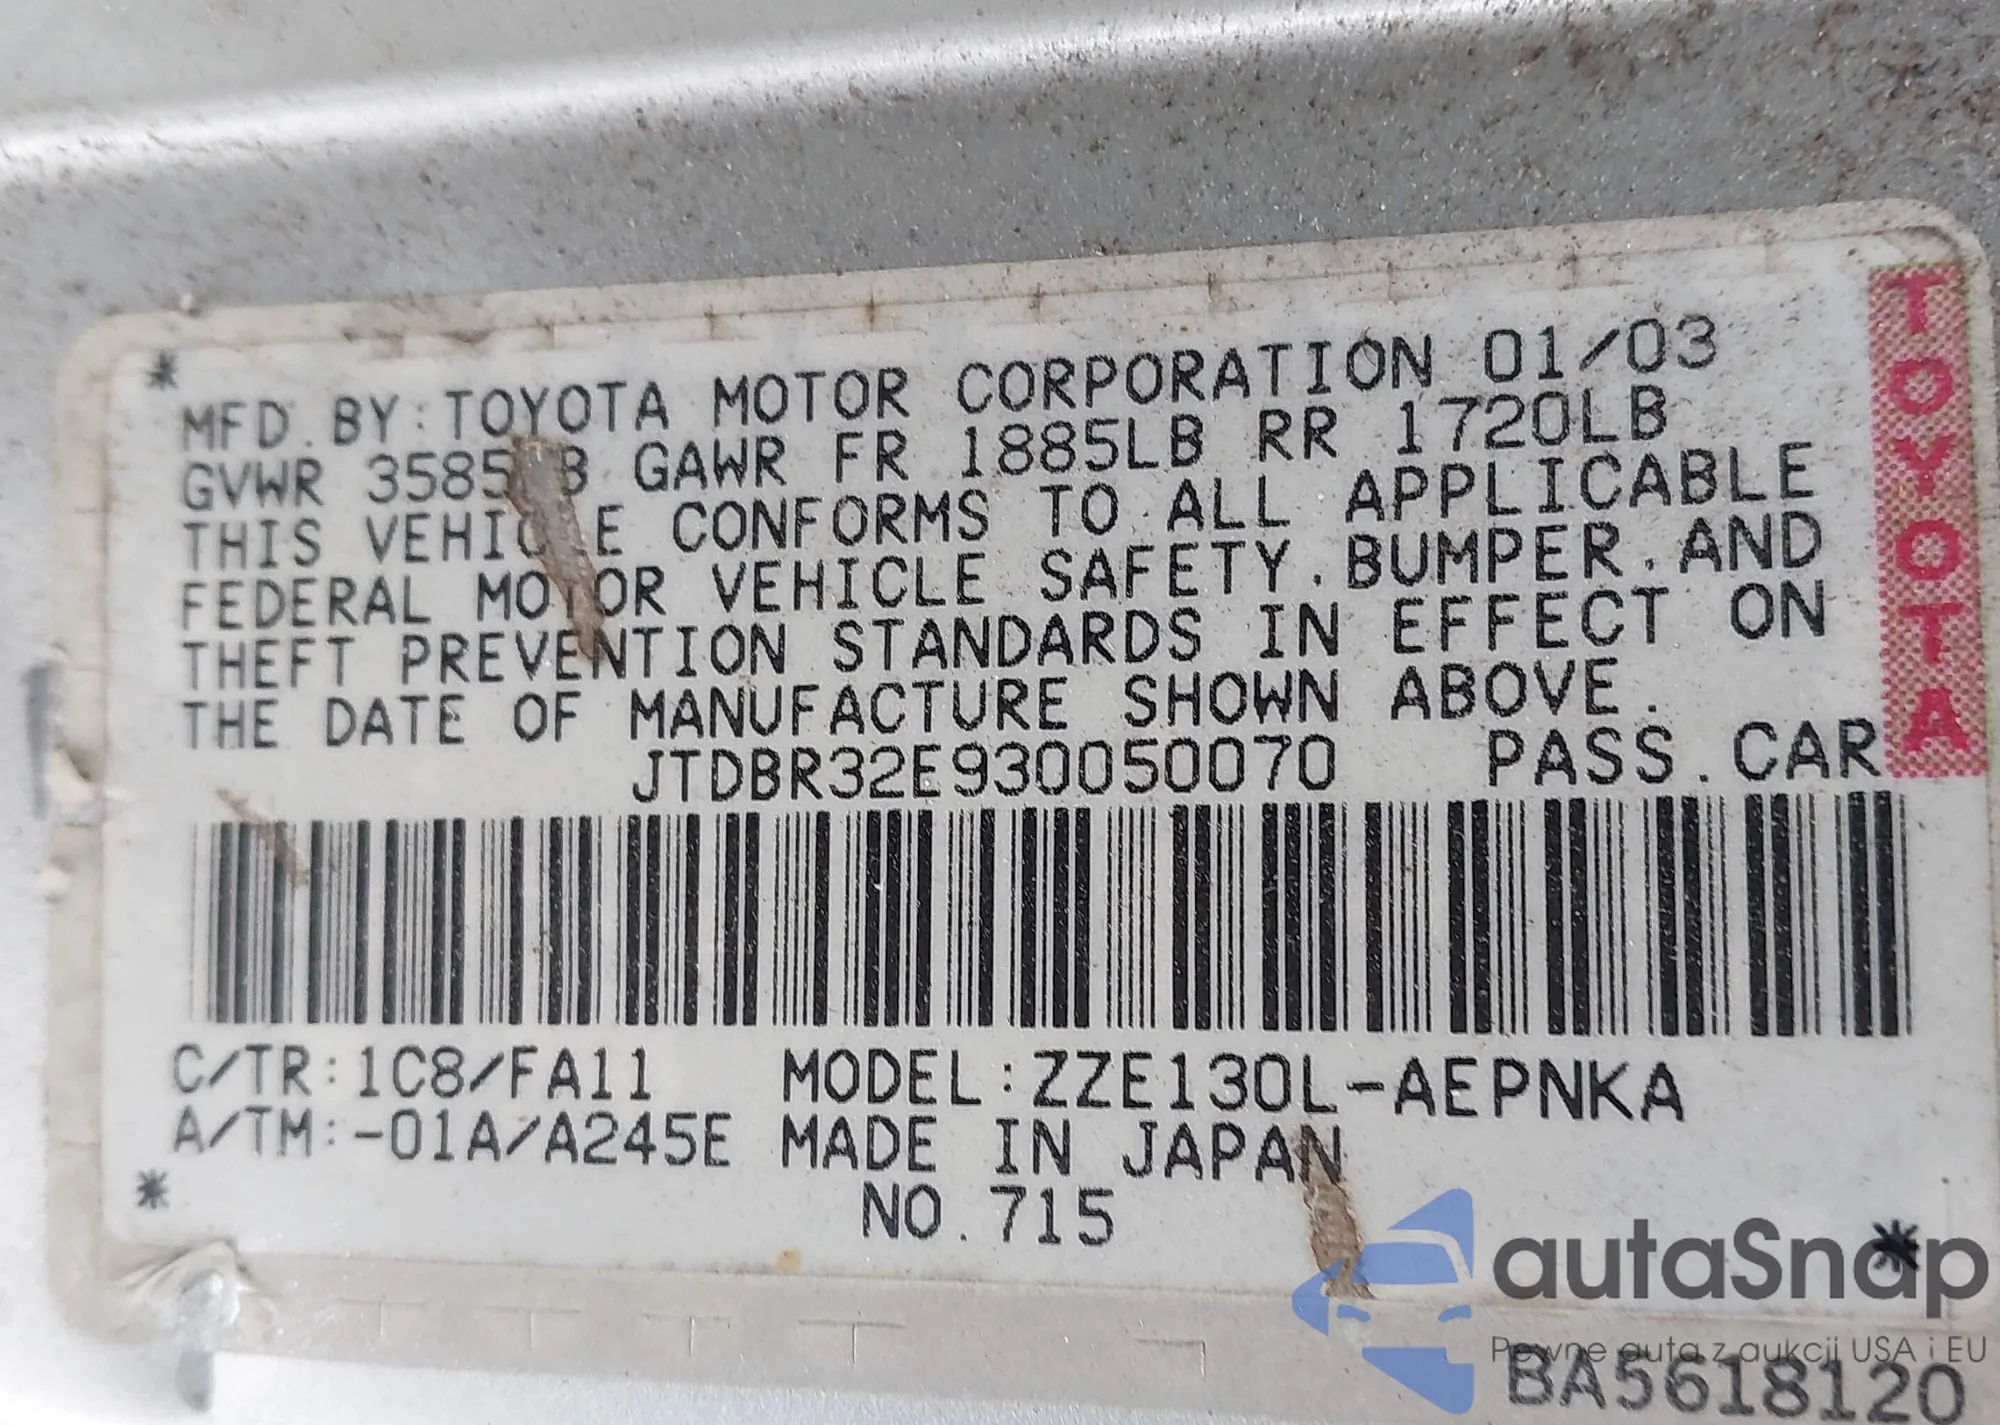 MFD. BY: TOYOTA MOTOR CORPORATION 01/03
GVWR 3585LB GAWR FR 1885LB RR 1720LB
THIS VEHICLE CONFORMS TO ALL APPLICABLE
FEDERAL MOTOR VEHICLE SAFETY. BUMPER. AND
THEFT PREVENTION STANDARDS IN EFFECT ON
THE DATE OF MANUFACTURE SHOWN ABOVE.
JTDBR32E930050070 PASS. CAR
C/TR: 1C8/FA11 MODEL: ZZE130L-AEPNKA
A/TM: -01A/A245E MADE IN JAPAN
NO. 715
TOYOTA
autaSnap
Pewne auta z aukcji USA i EU
BA5618120